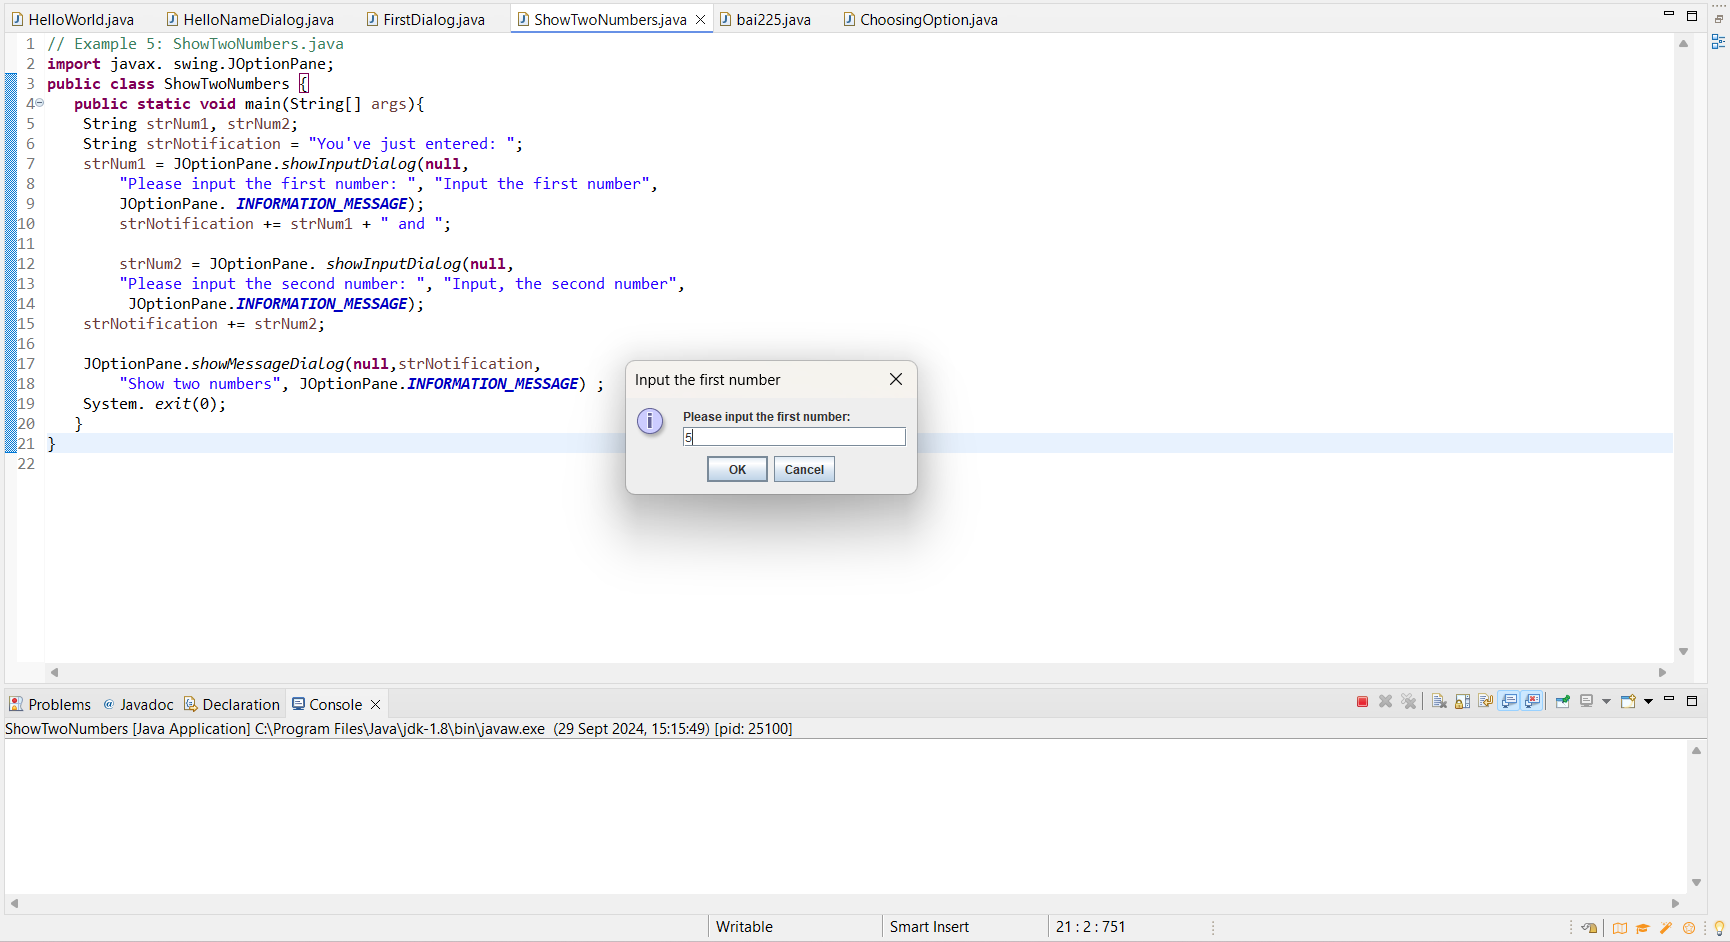 HelloWorld.java HelloNameDialog.java FirstDialog.java ShowTwoNumbers.java bai225.java ChoosingOption.java
1 // Example 5: ShowTwoNumbers.java
2 import javax. swing.JOptionPane;
3 public class ShowTwoNumbers {
4 public static void main(String[] args){
5 String strNum1, strNum2;
6 String strNotification = "You've just entered: ";
7 strNum1 = JOptionPane.showInputDialog(null,
8 "Please input the first number: ", "Input the first number",
9 JOptionPane. INFORMATION_MESSAGE);
10 strNotification += strNum1 + " and ";
11
12 strNum2 = JOptionPane. showInputDialog(null,
13 "Please input the second number: ", "Input, the second number",
14 JOptionPane.INFORMATION_MESSAGE);
15 strNotification += strNum2;
16
17 JOptionPane.showMessageDialog(null,strNotification,
18 "Show two numbers", JOptionPane.INFORMATION_MESSAGE) ;
19 System. exit(0);
20 }
21 }
22
Input the first number
Please input the first number:
5
OK Cancel
Problems @ Javadoc Declaration Console
ShowTwoNumbers [Java Application] C:\Program Files\Java\jdk-1.8\bin\javaw.exe (29 Sept 2024, 15:15:49) [pid: 25100]
Writable Smart Insert 21 : 2 : 751